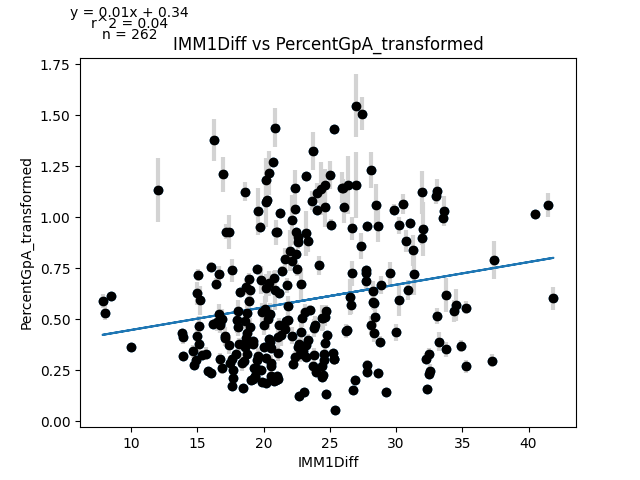 y = 0.01x + 0.34
r^2 = 0.04
n = 262
IMM1Diff vs PercentGpA_transformed
1.75
1.50
1.25
1.00
0.75
0.50
0.25
0.00
PercentGpA_transformed
10 15 20 25 30 35 40
IMM1Diff